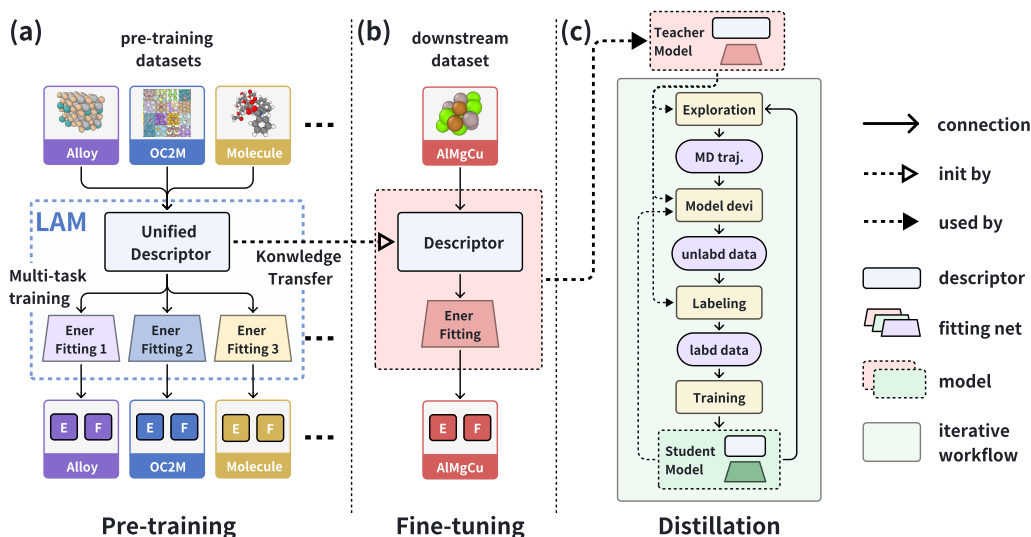 (a)
pre-training
datasets
Alloy
OC2M
Molecule
LAM
Unified
Descriptor
Multi-task
training
Knowledge
Transfer
Ener
Fitting 1
Ener
Fitting 2
Ener
Fitting 3
E F
E F
E F
Alloy
OC2M
Molecule
Pre-training
(b)
downstream
dataset
AlMgCu
Descriptor
Ener
Fitting
E F
AlMgCu
Fine-tuning
(c)
Teacher
Model
Exploration
MD traj.
Model devi
unlabd data
Labeling
labd data
Training
Student
Model
Distillation
connection
init by
used by
descriptor
fitting net
model
iterative
workflow